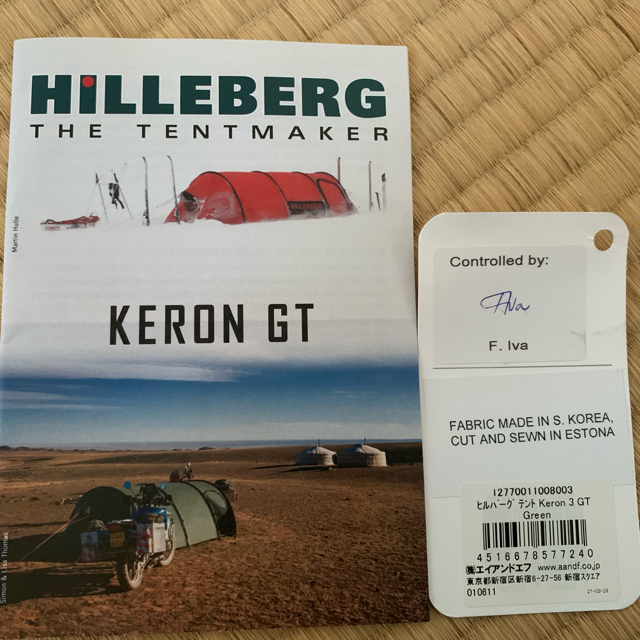 HiLLEBERG
THE TENTMAKER
Martin Hülle
KERON GT
Simon & Lisa Thomas
Controlled by:
F. Iva
FABRIC MADE IN S. KOREA,
CUT AND SEWN IN ESTONA
I2770011008003
ヒルバーグ テント Keron 3 GT
Green
4516678577240
㈱エイアンドエフ www.aandf.co.jp
東京都新宿区新宿6-27-56 新宿スクエア
010611